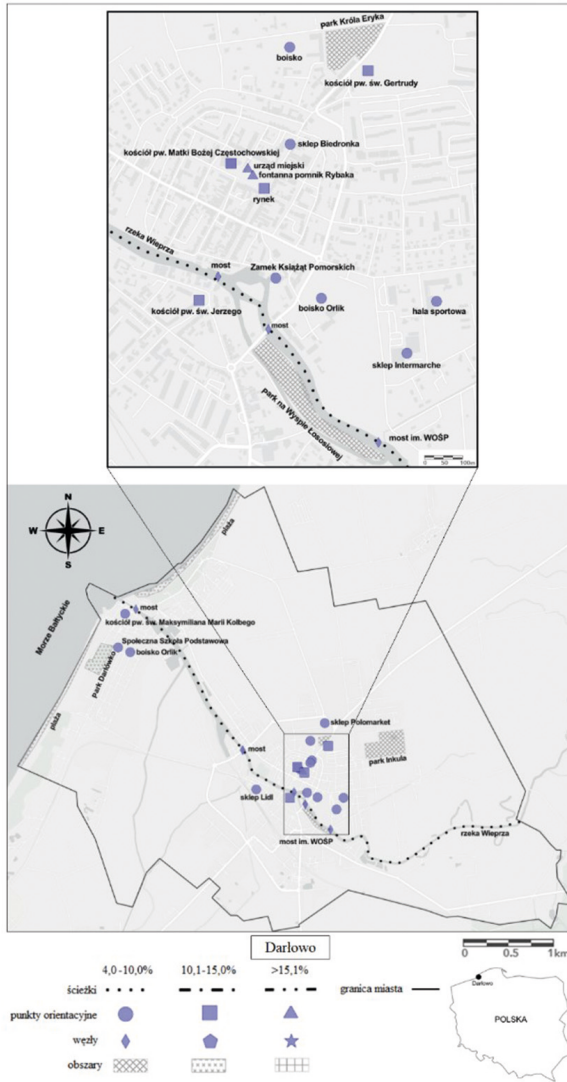 park Króla Eryka
boisko
kościół pw. św. Gertrudy
sklep Biedronka
kościół pw. Matki Bożej Częstochowskiej
urząd miejski
fontanna pomnik Rybaka
rynek
rzeka Wieprza
most
Zamek Książąt Pomorskich
kościół pw. św. Jerzego
boisko Orlik
hala sportowa
most
sklep Intermarche
park na Wyspie Łososiowej
most im. WOŚP
0 50 100m
N
W E
S
plaża
Morze Bałtyckie
most
kościół pw. św. Maksymiliana Marii Kolbego
Społeczna Szkoła Podstawowa
boisko Orlik
park Darłówko
plaża
sklep Polomarket
most
park Inkula
sklep Lidl
most im. WOŚP
rzeka Wieprza
Darłowo
0 0.5 1km
4,0 -10,0% 10,1-15,0% >15,1%
ścieżki granica miasta
punkty orientacyjne
węzły
obszary
Darłowo
POLSKA